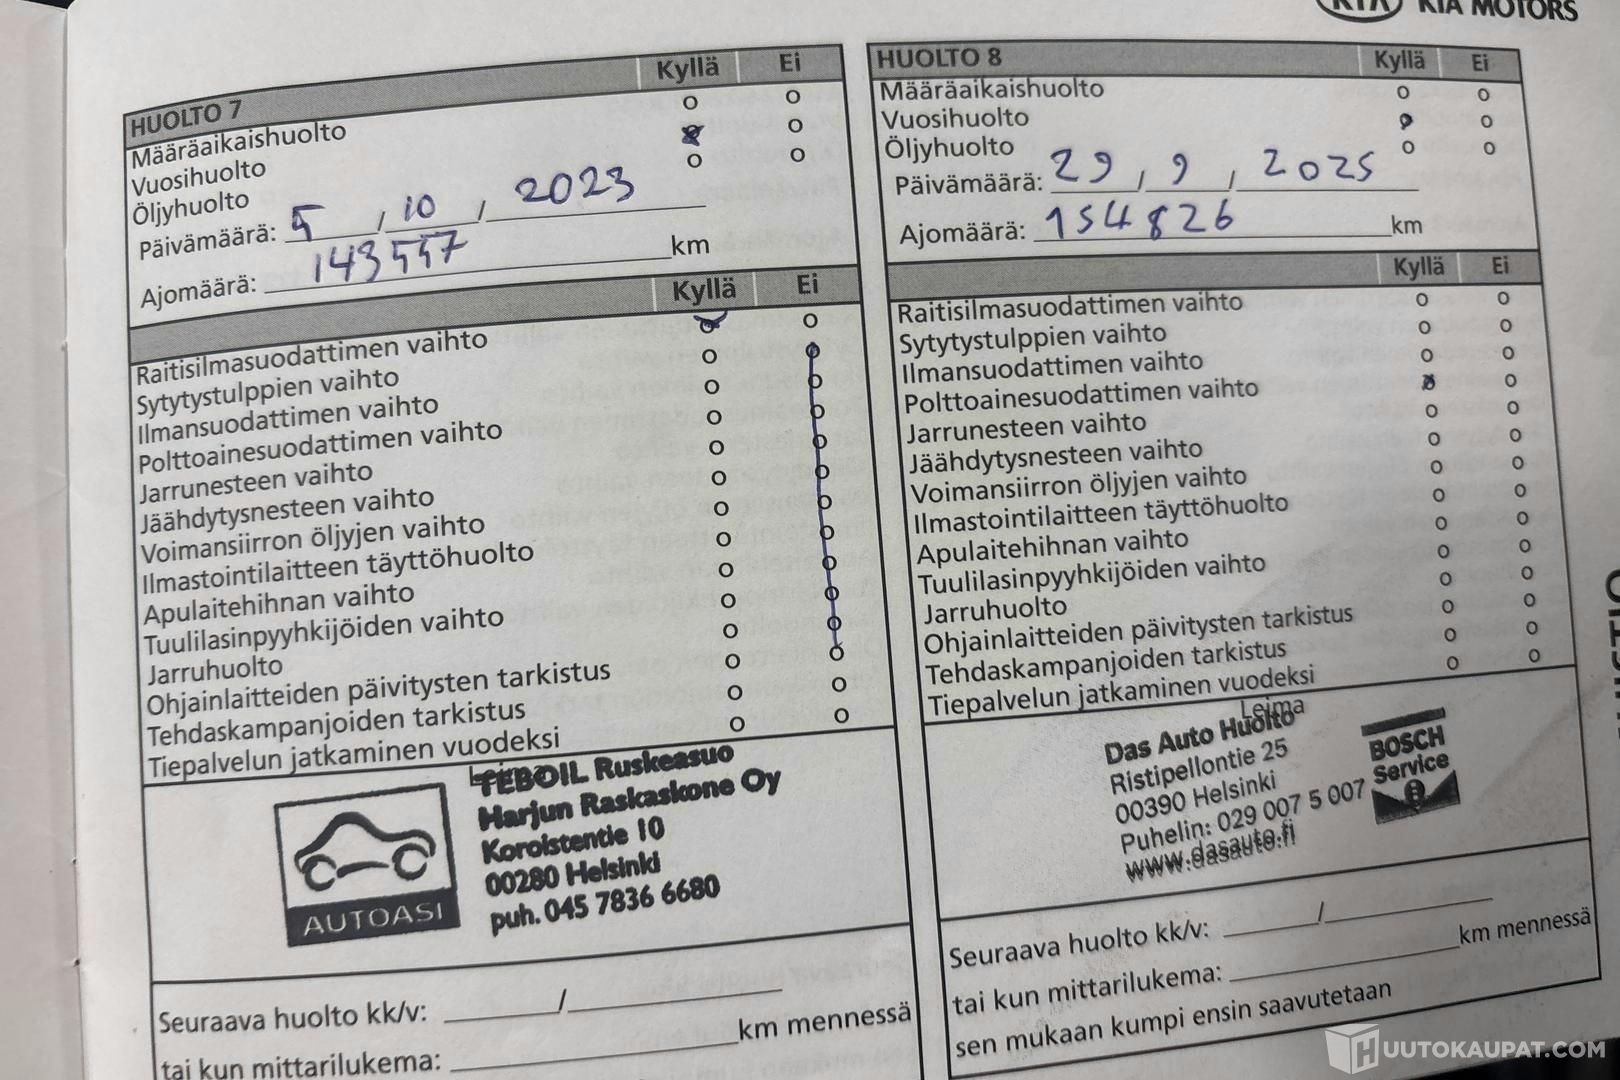 KIA KIA MOTORS
HUOLTO 7 Kyllä Ei
Määräaikaishuolto o o
Vuosihuolto o
Öljyhuolto o o
Päivämäärä: 5 / 10 / 2023
Ajomäärä: 143557 km
Kyllä Ei
Raitisilmasuodattimen vaihto
Sytytystulppien vaihto
Ilmansuodattimen vaihto
Polttoainesuodattimen vaihto
Jarrunesteen vaihto
Jäähdytysnesteen vaihto
Voimansiirron öljyjen vaihto
Ilmastointilaitteen täyttöhuolto
Apulaitehihnan vaihto
Tuulilasinpyyhkijöiden vaihto
Jarruhuolto
Ohjainlaitteiden päivitysten tarkistus
Tehdaskampanjoiden tarkistus
Tiepalvelun jatkaminen vuodeksi
Leima
AUTOASI
TEBOIL Ruskeasuo
Harjun Raskaskone Oy
Koroistentie 10
00280 Helsinki
puh. 045 7836 6680
Seuraava huolto kk/v: /
tai kun mittarilukema: km mennessä
HUOLTO 8 Kyllä Ei
Määräaikaishuolto
Vuosihuolto
Öljyhuolto
Päivämäärä: 29 / 9 / 2025
Ajomäärä: 154826 km
Kyllä Ei
Raitisilmasuodattimen vaihto
Sytytystulppien vaihto
Ilmansuodattimen vaihto
Polttoainesuodattimen vaihto
Jarrunesteen vaihto
Jäähdytysnesteen vaihto
Voimansiirron öljyjen vaihto
Ilmastointilaitteen täyttöhuolto
Apulaitehihnan vaihto
Tuulilasinpyyhkijöiden vaihto
Jarruhuolto
Ohjainlaitteiden päivitysten tarkistus
Tehdaskampanjoiden tarkistus
Tiepalvelun jatkaminen vuodeksi
Leima
Das Auto Huolto
Ristipellontie 25
00390 Helsinki
Puhelin: 029 007 5 007
www.dasauto.fi
BOSCH
Service
Seuraava huolto kk/v: /
tai kun mittarilukema: km mennessä
sen mukaan kumpi ensin saavutetaan
HUUTOKAUPAT.COM